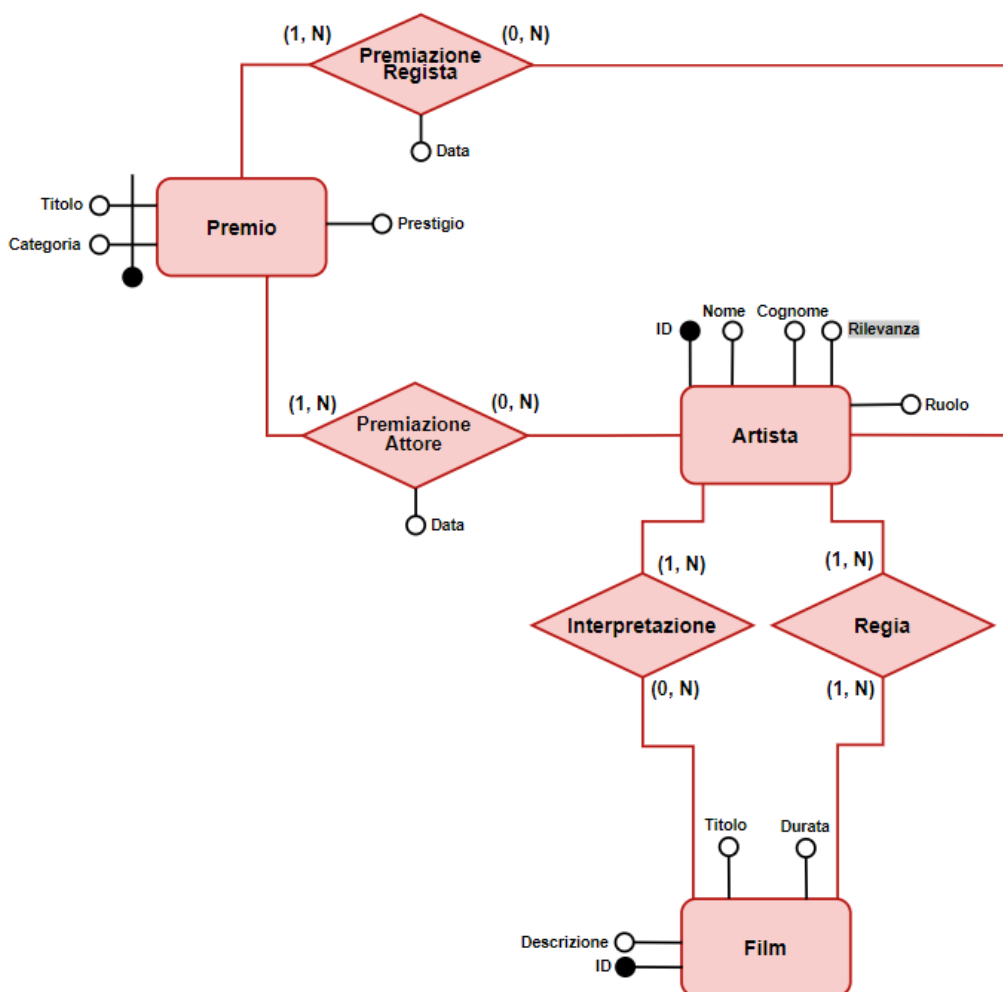 (1, N)
Premiazione
Regista
(0, N)
Data
Titolo
Categoria
Premio
Prestigio
ID
Nome
Cognome
Rilevanza
Ruolo
Artista
(1, N)
Premiazione
Attore
(0, N)
Data
(1, N)
(1, N)
Interpretazione
Regia
(0, N)
(1, N)
Titolo
Durata
Descrizione
ID
Film